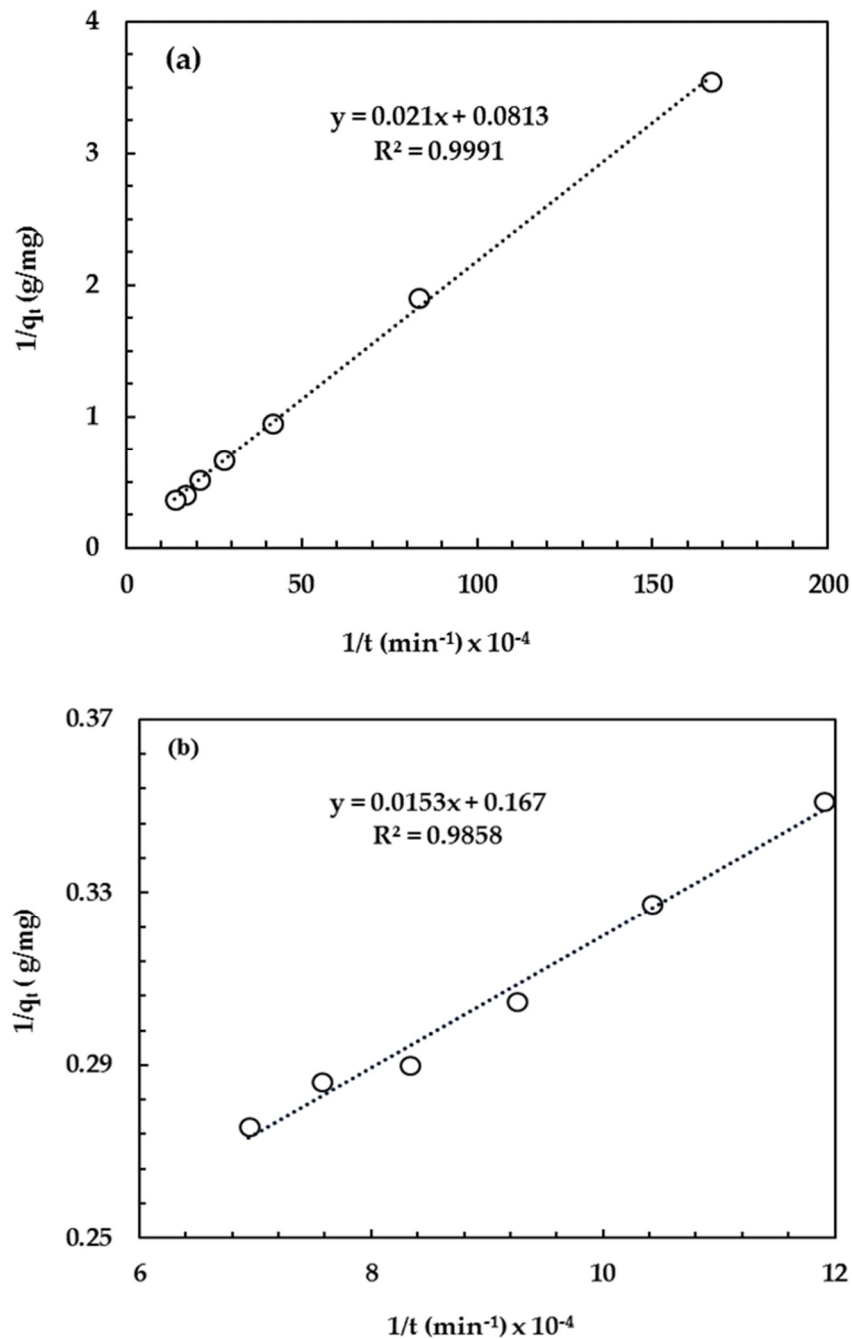 (a)
y = 0.021x + 0.0813
R² = 0.9991
4
3
2
1
0
1/qₜ (g/mg)
0 50 100 150 200
1/t (min⁻¹) x 10⁻⁴
(b)
y = 0.0153x + 0.167
R² = 0.9858
0.37
0.33
0.29
0.25
1/qₜ ( g/mg)
6 8 10 12
1/t (min⁻¹) x 10⁻⁴